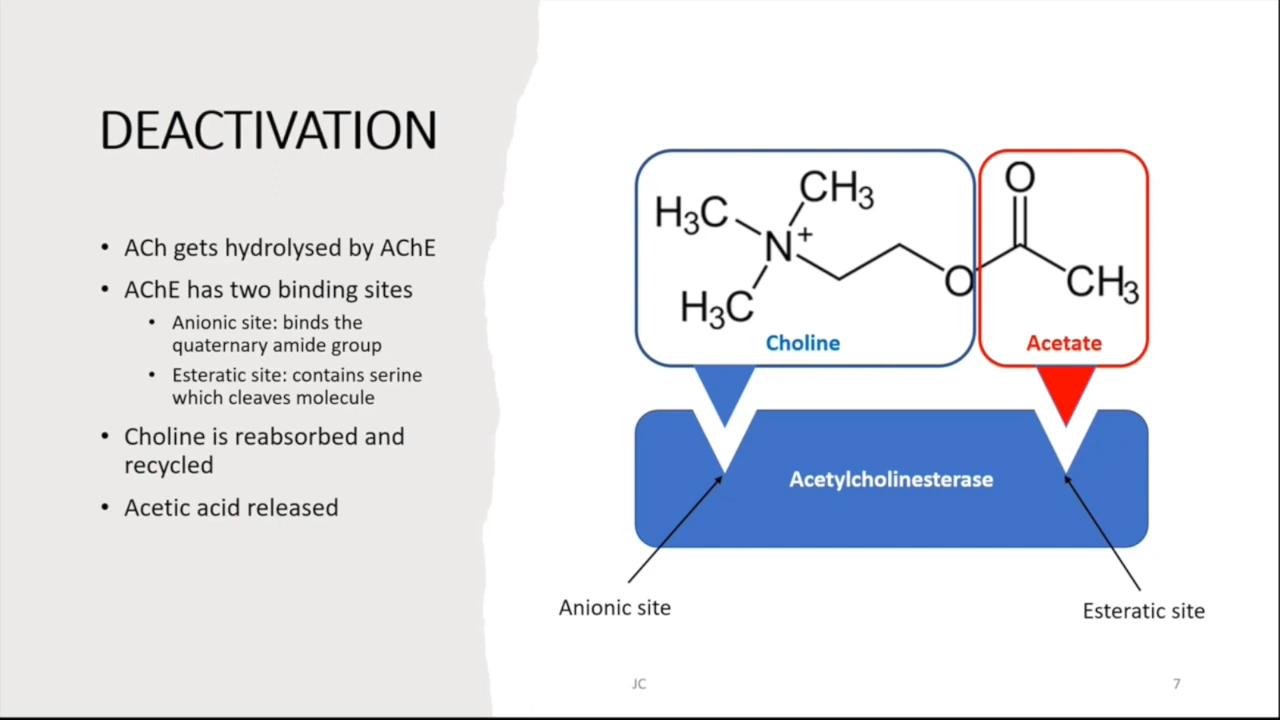 DEACTIVATION
• ACh gets hydrolysed by AChE
• AChE has two binding sites
• Anionic site: binds the
quaternary amide group
• Esteratic site: contains serine
which cleaves molecule
• Choline is reabsorbed and
recycled
• Acetic acid released
O
CH3
H3C
N+
O
CH3
H3C
Choline
Acetate
Acetylcholinesterase
Anionic site
Esteratic site
JC
7